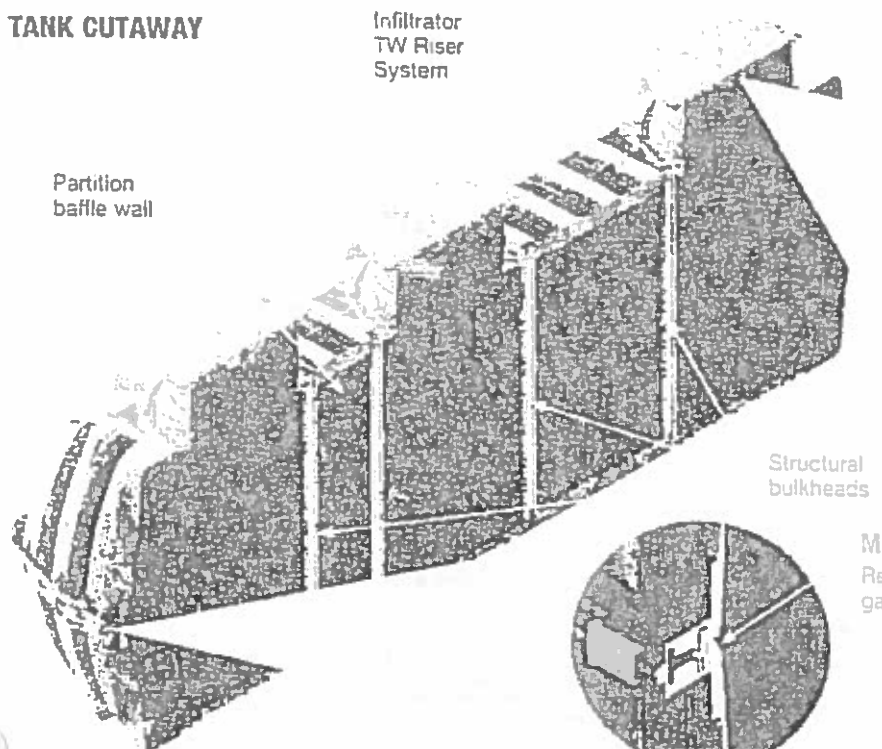 TANK CUTAWAY
Infiltrator
TW Riser
System
Partition
baffle wall
Structural
bulkheads